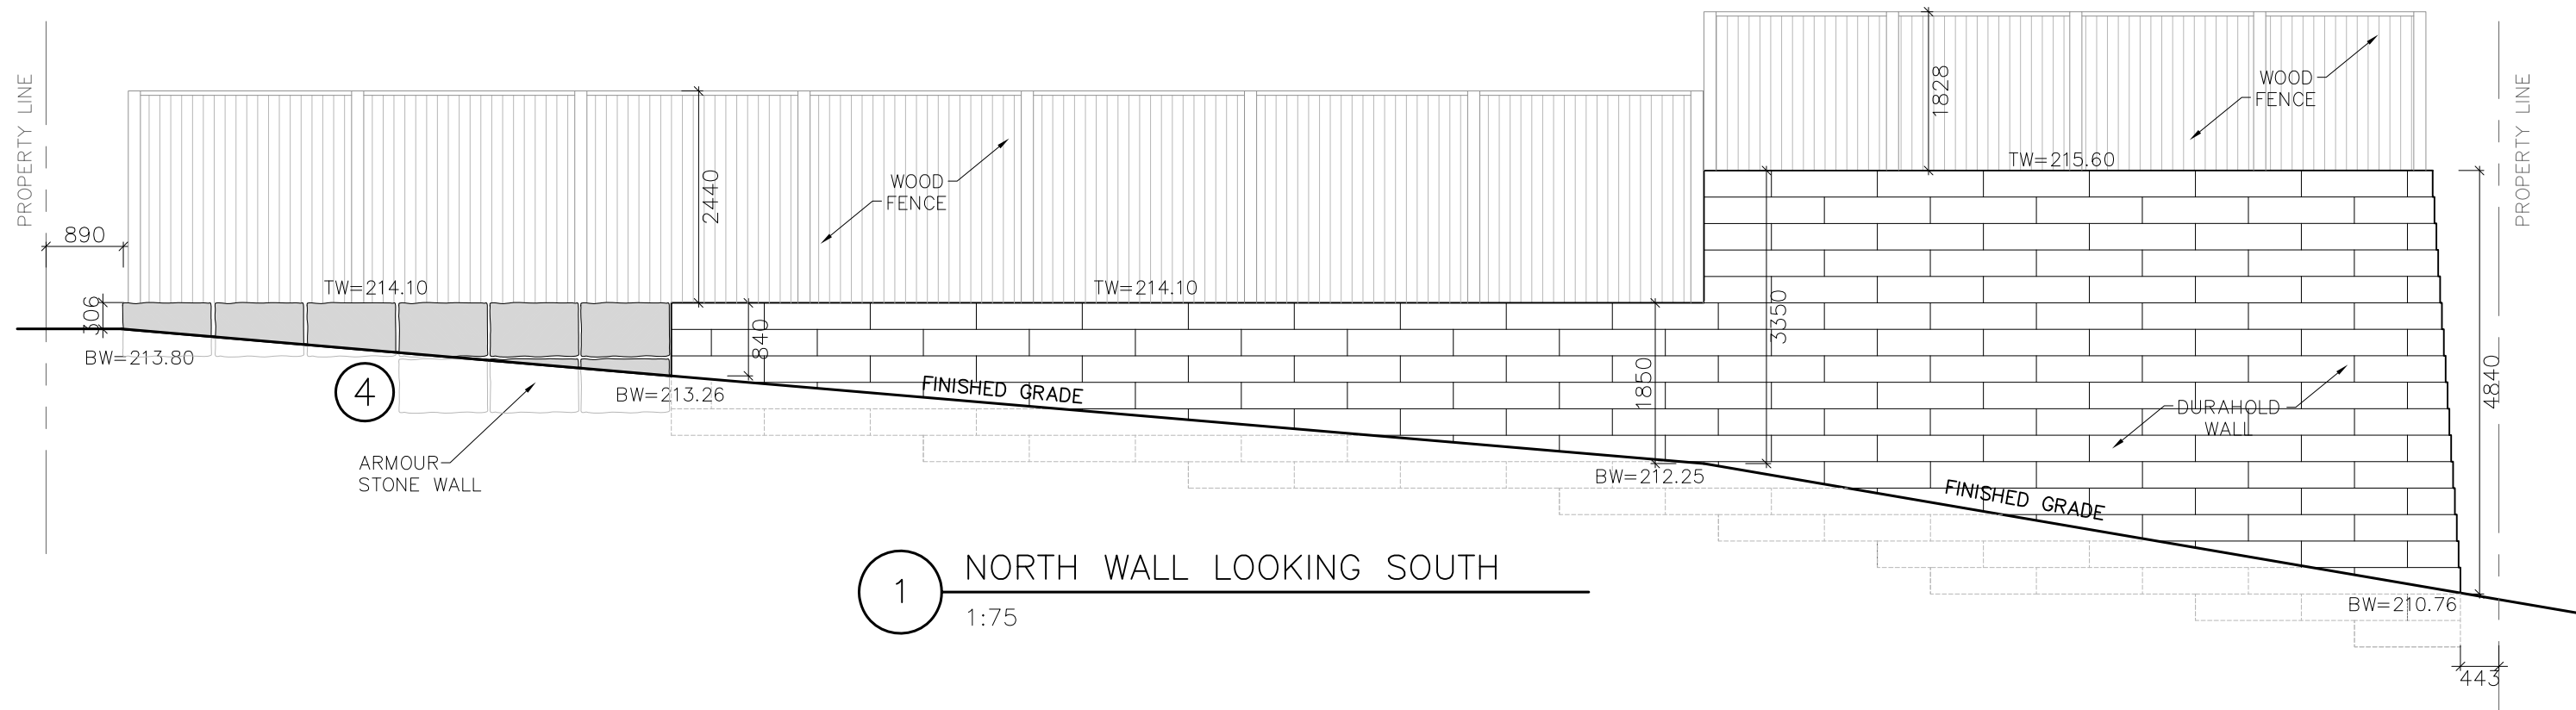 PROPERTY LINE
890
306
TW=214.10
BW=213.80
4
ARMOUR
STONE WALL
BW=213.26
2440
840
WOOD
FENCE
FINISHED GRADE
TW=214.10
1850
BW=212.25
3350
1828
TW=215.60
WOOD
FENCE
DURAHOLD
WALL
FINISHED GRADE
4840
BW=210.76
443
PROPERTY LINE
1
NORTH WALL LOOKING SOUTH
1:75